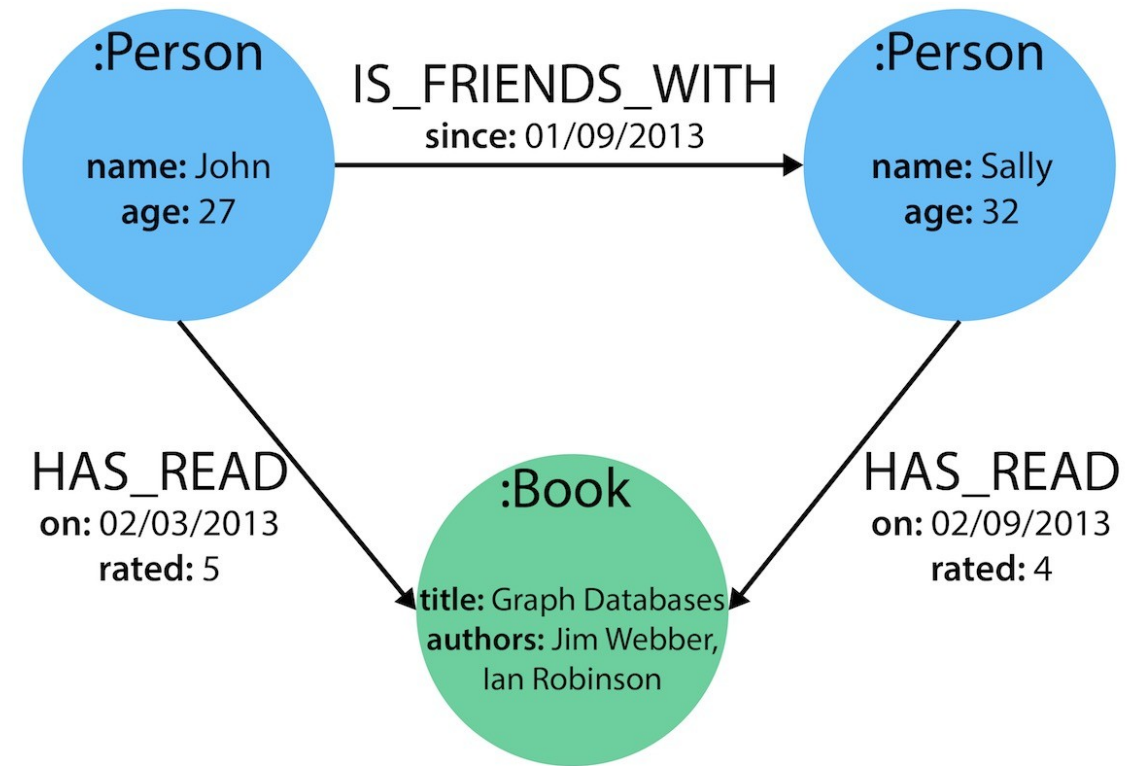 :Person
name: John
age: 27
IS_FRIENDS_WITH
since: 01/09/2013
:Person
name: Sally
age: 32
HAS_READ
on: 02/03/2013
rated: 5
:Book
title: Graph Databases
authors: Jim Webber,
Ian Robinson
HAS_READ
on: 02/09/2013
rated: 4